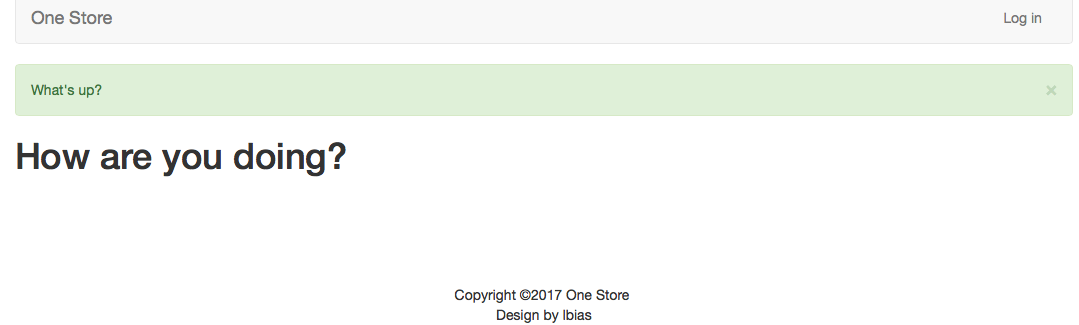 One Store
Log in
What's up?
×
How are you doing?
Copyright ©2017 One Store
Design by Ibias